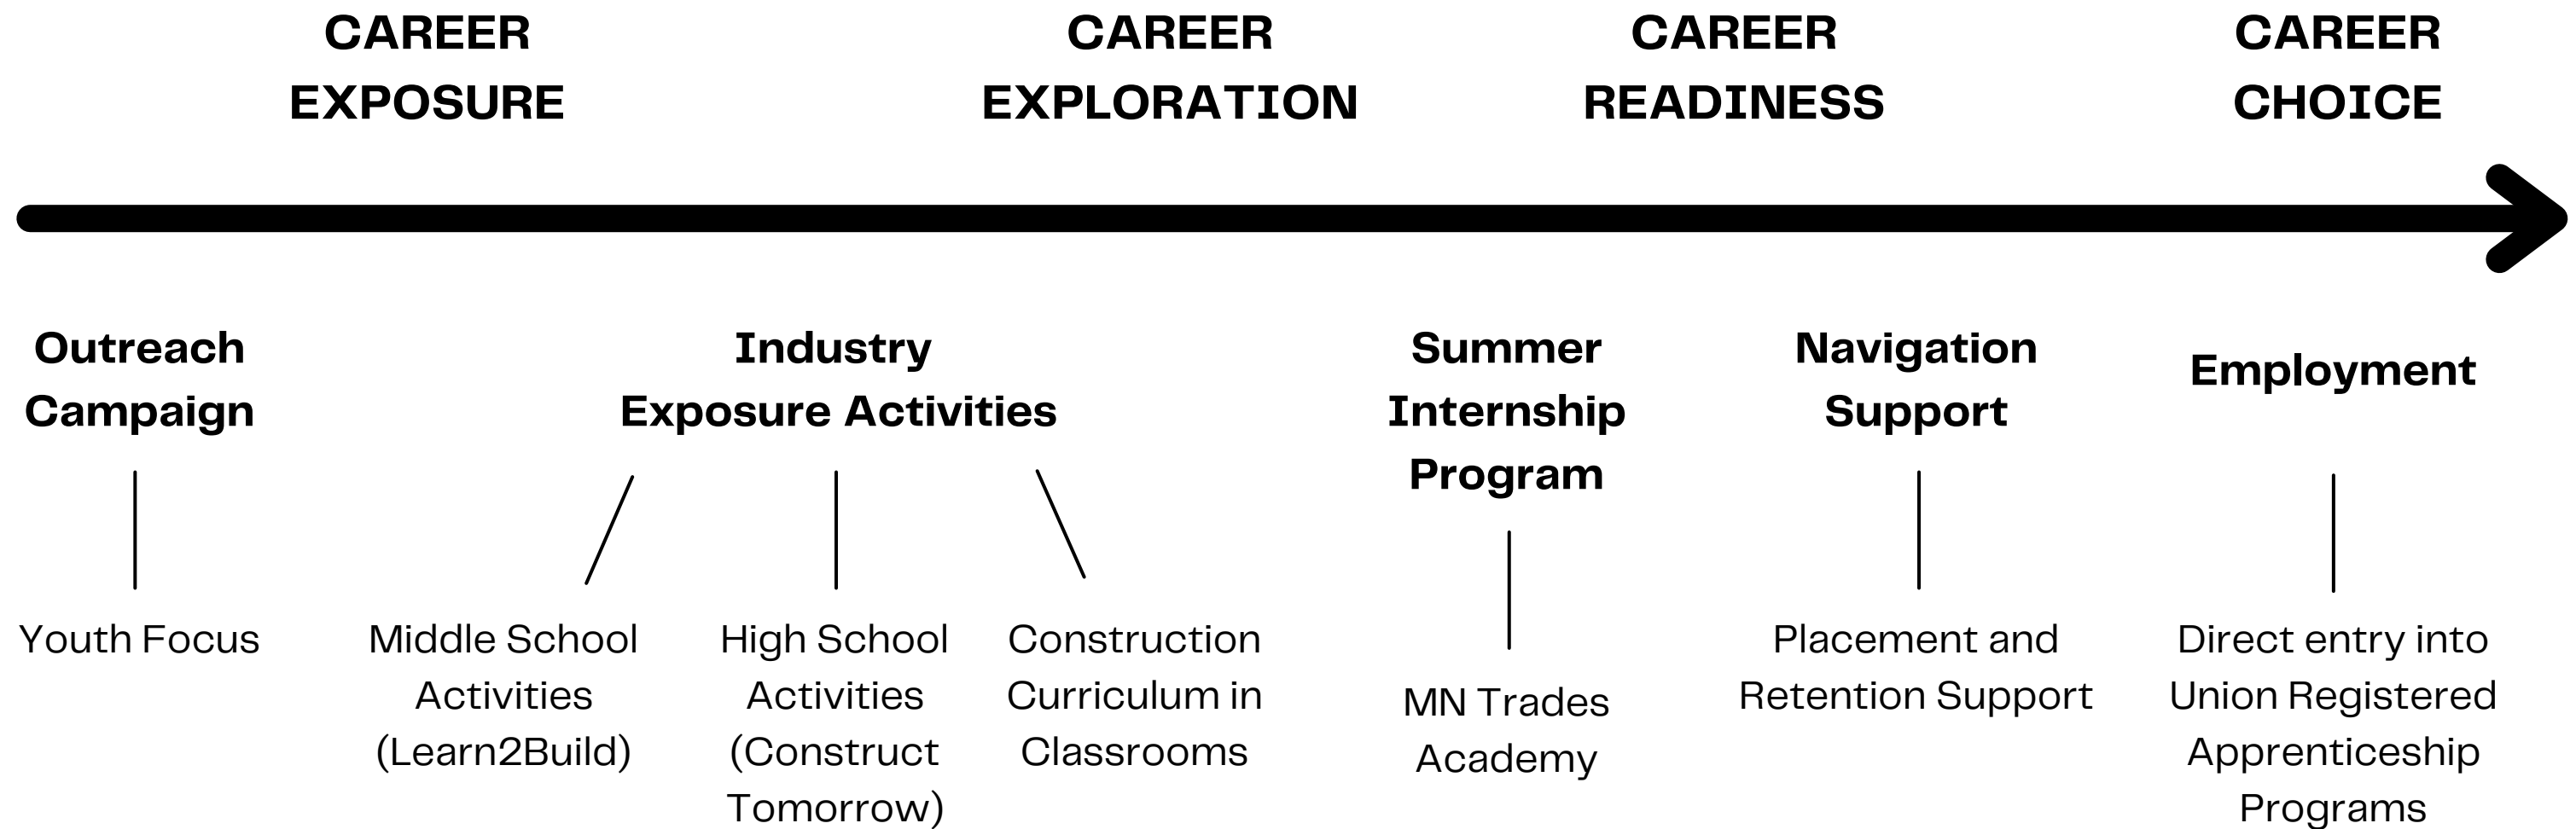 CAREER
EXPOSURE
CAREER
EXPLORATION
CAREER
READINESS
CAREER
CHOICE
Outreach
Campaign
Industry
Exposure Activities
Summer
Internship
Program
Navigation
Support
Employment
Youth Focus
Middle School
Activities
(Learn2Build)
High School
Activities
(Construct
Tomorrow)
Construction
Curriculum in
Classrooms
MN Trades
Academy
Placement and
Retention Support
Direct entry into
Union Registered
Apprenticeship
Programs